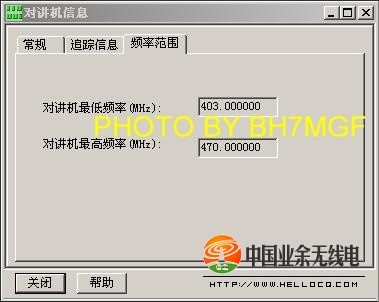 对讲机信息
常规 追踪信息 频率范围
对讲机最低频率(MHz): 403.000000
PHOTO BY BH7MGF
对讲机最高频率(MHz): 470.000000
中国业余无线电
关闭 帮助 HTTP://WWW.HELLOCQ.COM